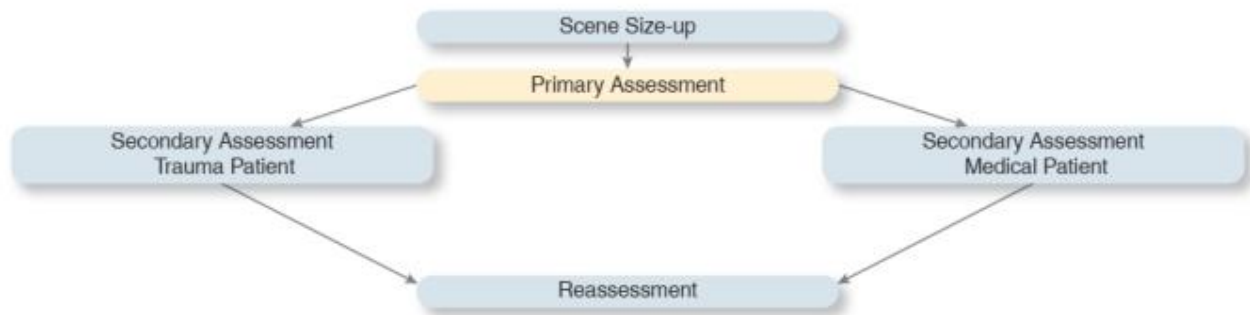 Scene Size-up
Primary Assessment
Secondary Assessment
Trauma Patient
Secondary Assessment
Medical Patient
Reassessment